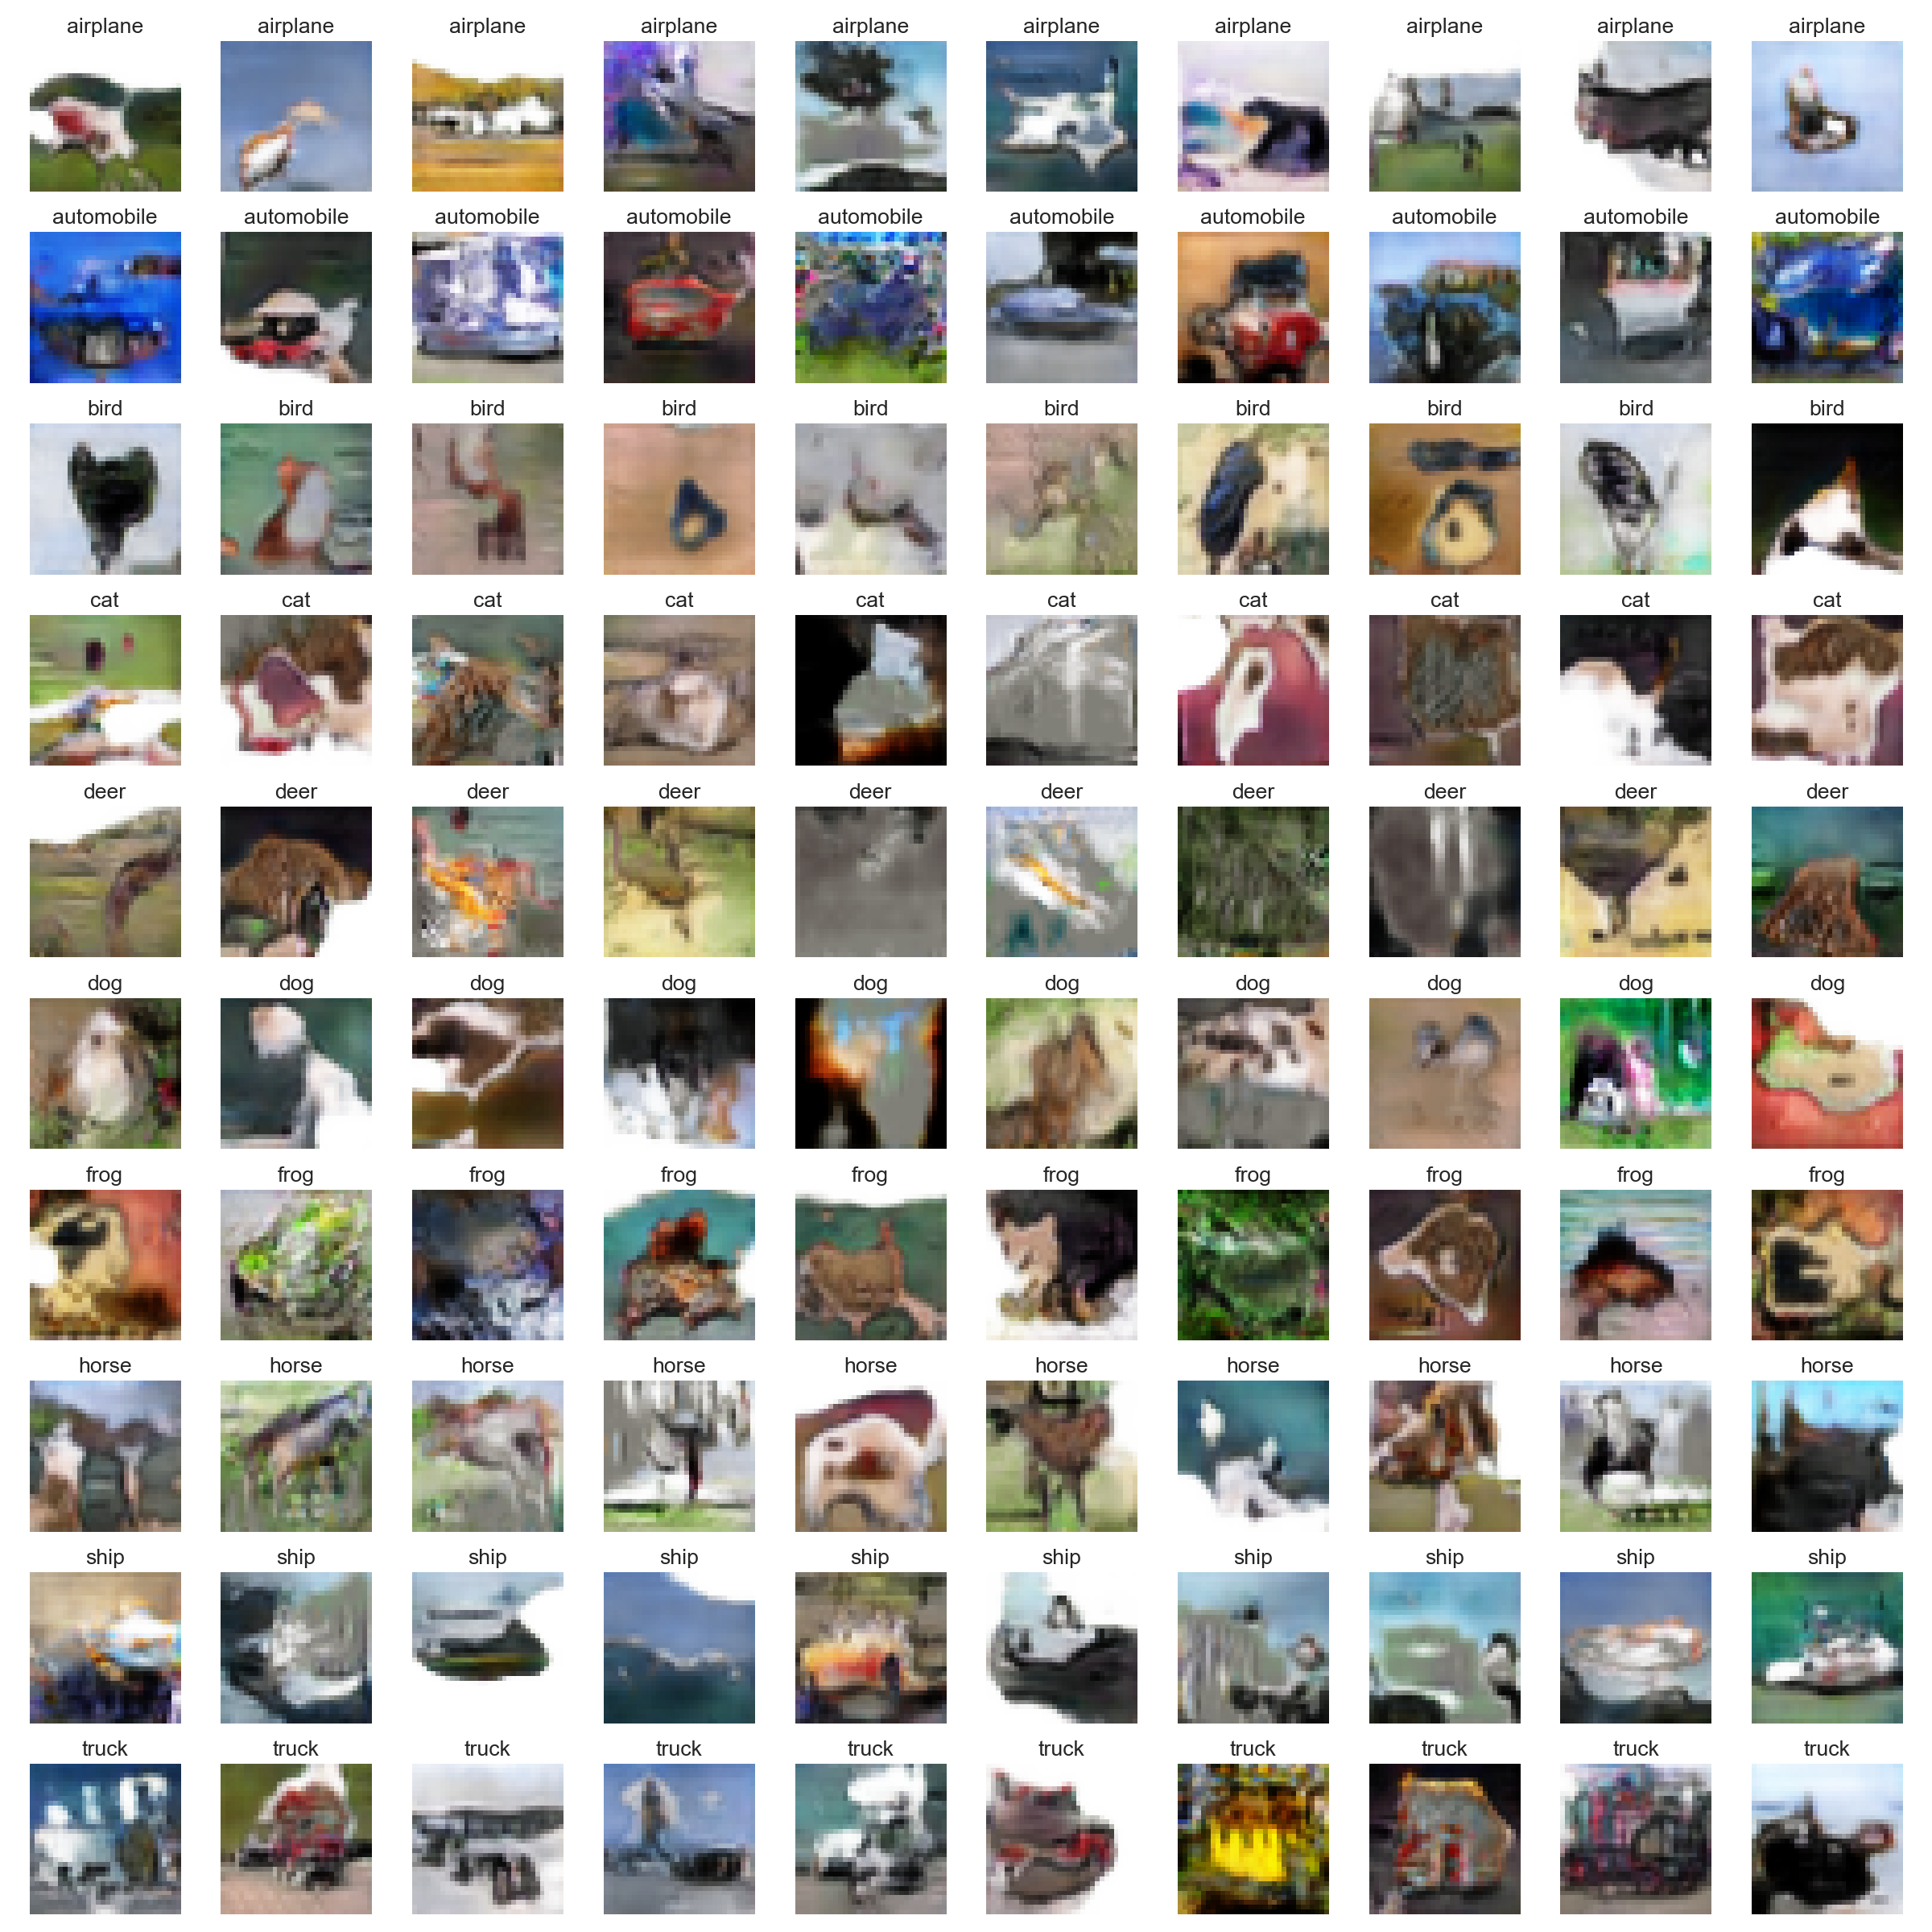 airplane airplane airplane airplane airplane airplane airplane airplane airplane airplane
automobile automobile automobile automobile automobile automobile automobile automobile automobile automobile
bird bird bird bird bird bird bird bird bird bird
cat cat cat cat cat cat cat cat cat cat
deer deer deer deer deer deer deer deer deer deer
dog dog dog dog dog dog dog dog dog dog
frog frog frog frog frog frog frog frog frog frog
horse horse horse horse horse horse horse horse horse horse
ship ship ship ship ship ship ship ship ship ship
truck truck truck truck truck truck truck truck truck truck